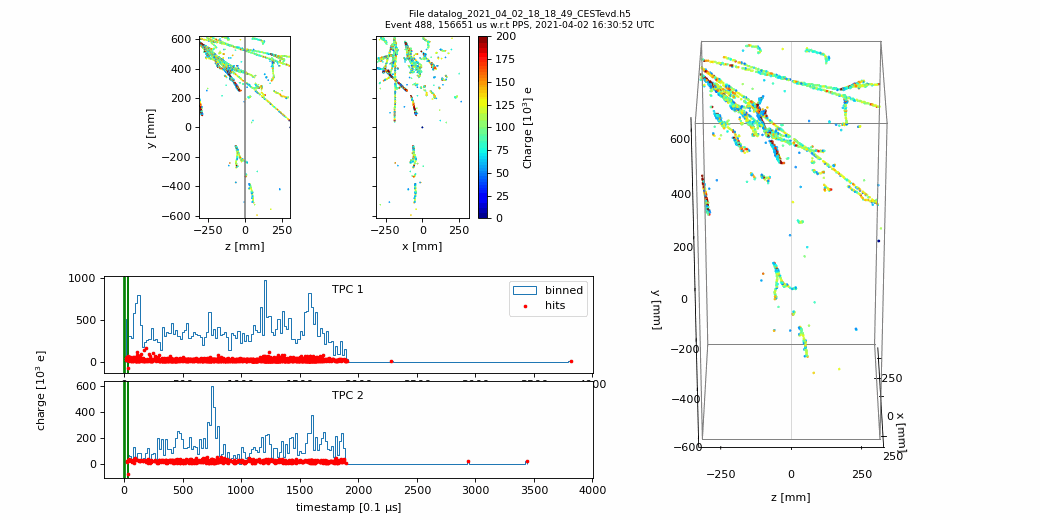 File datalog_2021_04_02_18_18_49_CESTevd.h5
Event 488, 156651 us w.r.t PPS, 2021-04-02 16:30:52 UTC
600
400
200
0
−200
−400
−600
y [mm]
−250 0 250
z [mm]
−250 0 250
x [mm]
200
175
150
125
100
75
50
25
0
Charge [10³] e
600
400
200
0
−200
−400
−600
y [mm]
−250 0 250
z [mm]
−250
0
250
x [mm]
TPC 1
binned
hits
1000
500
0
charge [10³ e]
TPC 2
600
400
200
0
0 500 1000 1500 2000 2500 3000 3500 4000
timestamp [0.1 μs]